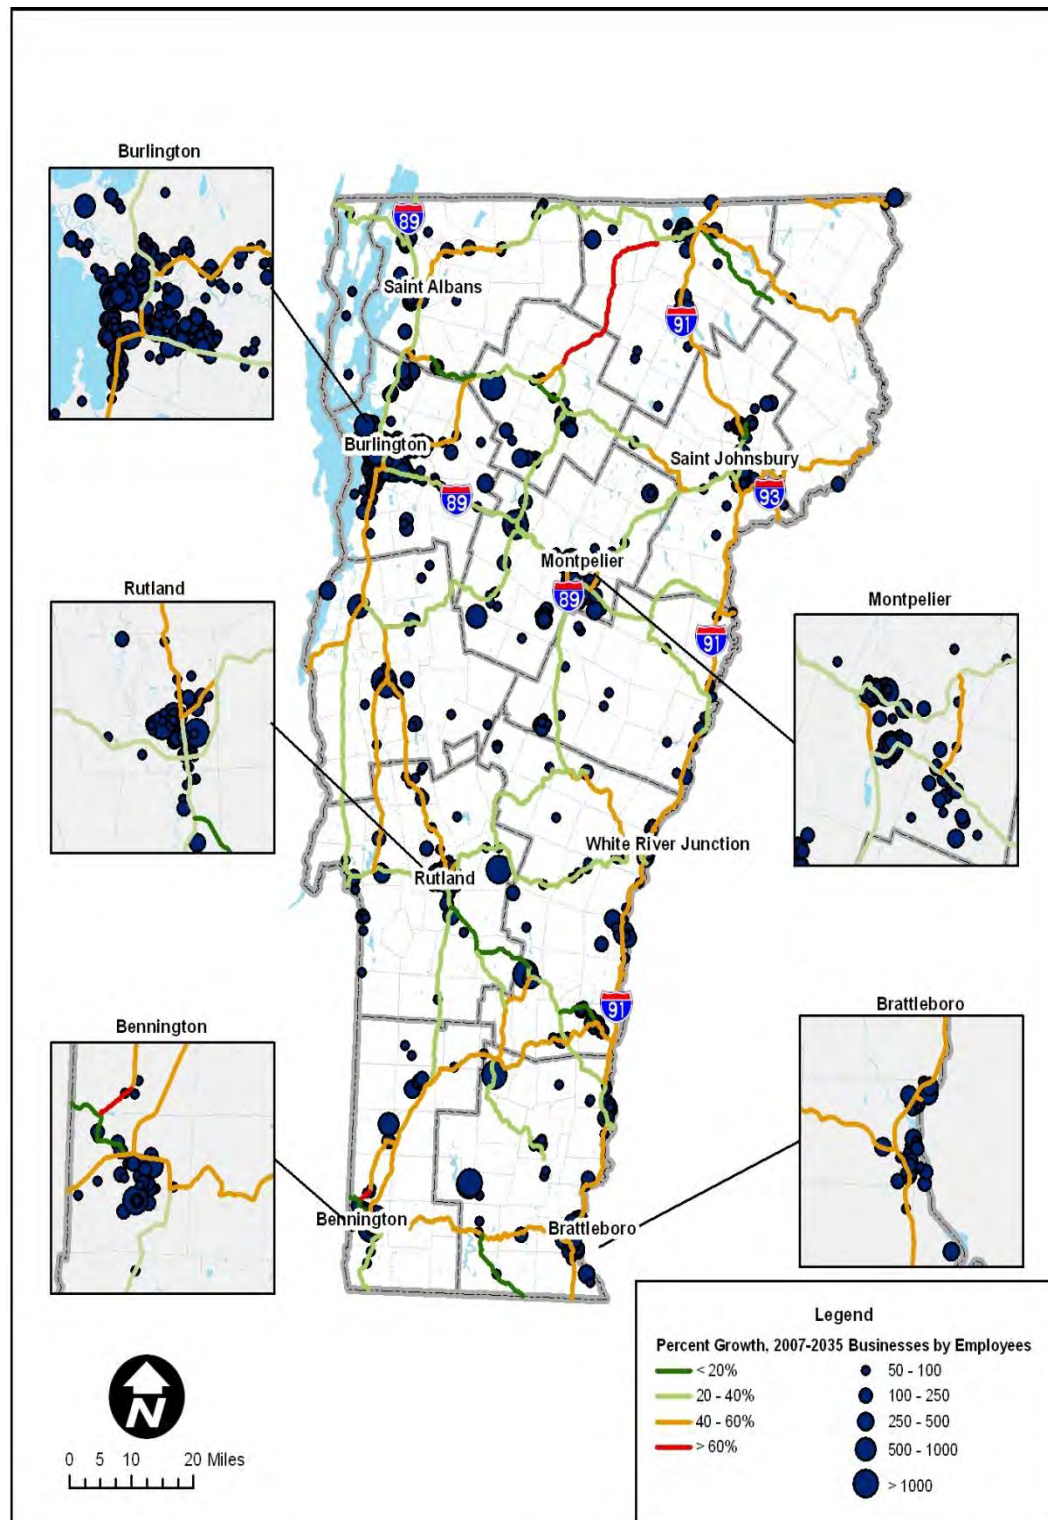 Burlington
89
Saint Albans
91
Burlington
Saint Johnsbury
89
93
Rutland
Montpelier
Montpelier
89
91
White River Junction
Rutland
91
Brattleboro
Bennington
Bennington
Brattleboro
Legend
Percent Growth, 2007-2035 Businesses by Employees
< 20% 50 - 100
20 - 40% 100 - 250
40 - 60% 250 - 500
> 60% 500 - 1000
> 1000
N
0 5 10 20 Miles